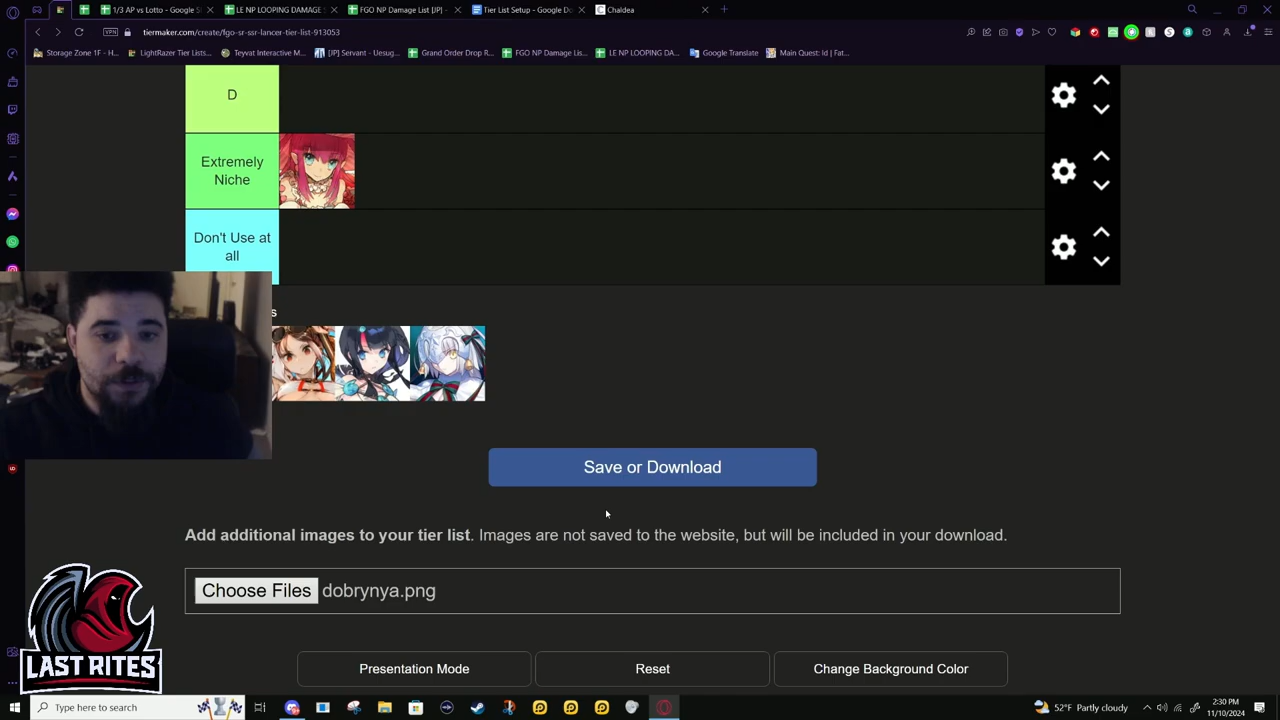 1/3 AP vs Lotto - Google S
LE NP LOOPING DAMAGE S
FGO NP Damage List [JP] -
Tier List Setup - Google Do
Chaldea
VPN
tiermaker.com/create/fgo-sr-ssr-lancer-tier-list-913053
Storage Zone 1F - H...
LightRazer Tier Lists...
Teyvat Interactive M...
[JP] Servant - Uesug...
Grand Order Drop R...
FGO NP Damage Lis...
LE NP LOOPING DA...
Google Translate
Main Quest: Id | Fat...
D
Extremely
Niche
Don't Use at
all
s
Save or Download
Add additional images to your tier list. Images are not saved to the website, but will be included in your download.
Choose Files dobrynya.png
LAST RITES
Presentation Mode
Reset
Change Background Color
Type here to search
52°F Partly cloudy
2:30 PM
11/10/2024